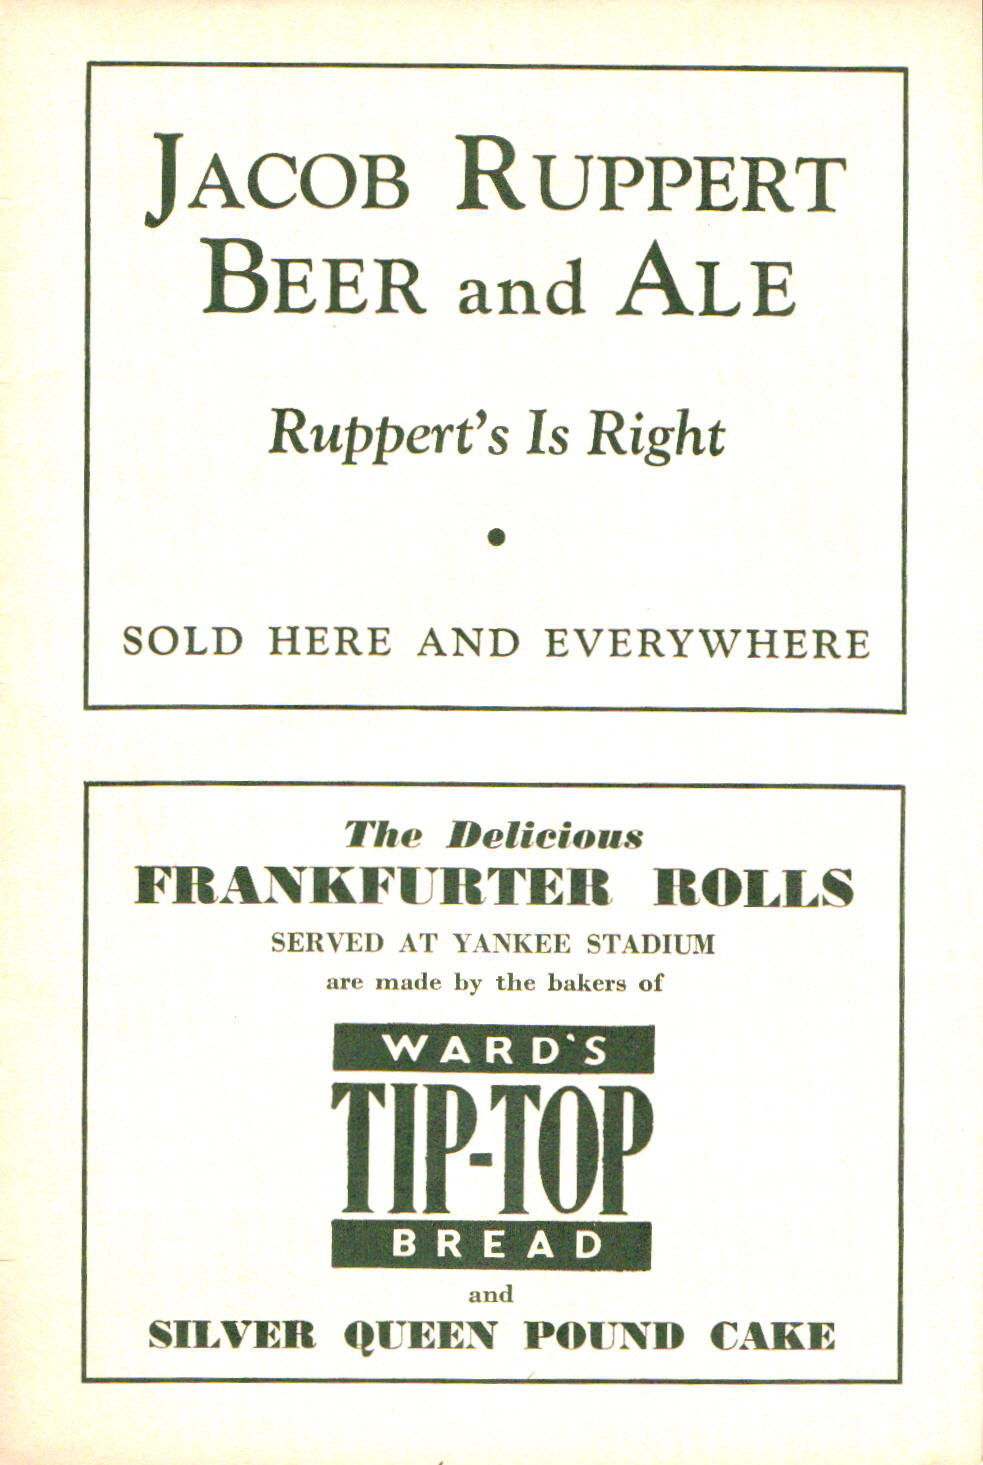 JACOB RUPPERT
BEER and ALE
Ruppert's Is Right
•
SOLD HERE AND EVERYWHERE
The Delicious
FRANKFURTER ROLLS
SERVED AT YANKEE STADIUM
are made by the bakers of
WARD'S
TIP-TOP
BREAD
and
SILVER QUEEN POUND CAKE